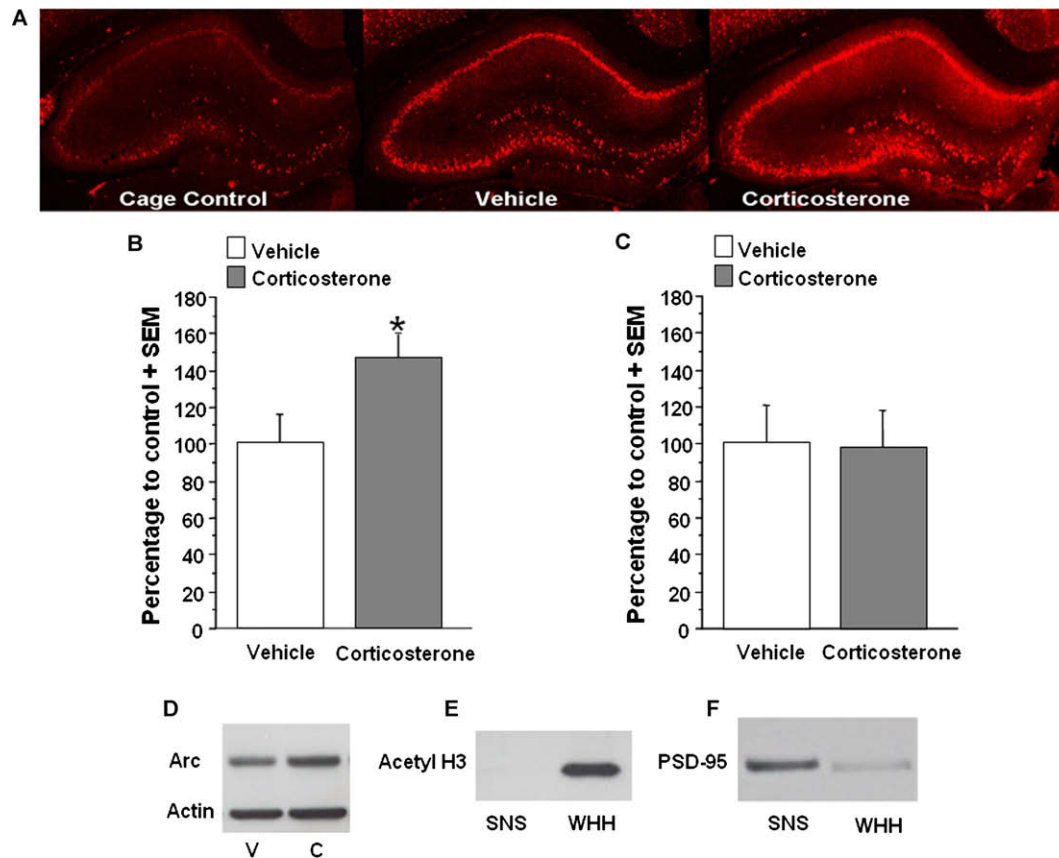 A
Cage Control Vehicle Corticosterone
B
Vehicle
Corticosterone
Percentage to control + SEM
180
160
140
120
100
80
60
40
20
0
*
Vehicle Corticosterone
C
Vehicle
Corticosterone
Percentage to control + SEM
180
160
140
120
100
80
60
40
20
0
Vehicle Corticosterone
D
Arc
Actin
V C
E
Acetyl H3
SNS WHH
F
PSD-95
SNS WHH